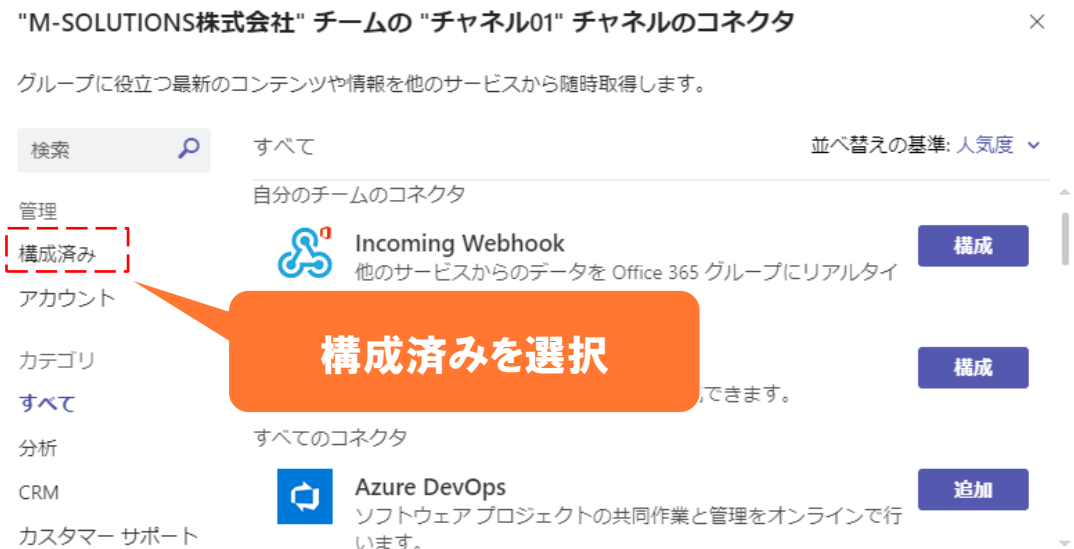 "M-SOLUTIONS株式会社" チームの "チャネル01" チャネルのコネクタ
グループに役立つ最新のコンテンツや情報を他のサービスから随時取得します。
検索
すべて
並べ替えの基準: 人気度
管理
構成済み
アカウント
カテゴリ
すべて
分析
CRM
カスタマー サポート
自分のチームのコネクタ
Incoming Webhook
他のサービスからのデータを Office 365 グループにリアルタイ
構成
構成済みを選択
できます。
構成
すべてのコネクタ
Azure DevOps
ソフトウェア プロジェクトの共同作業と管理をオンラインで行
います。
追加